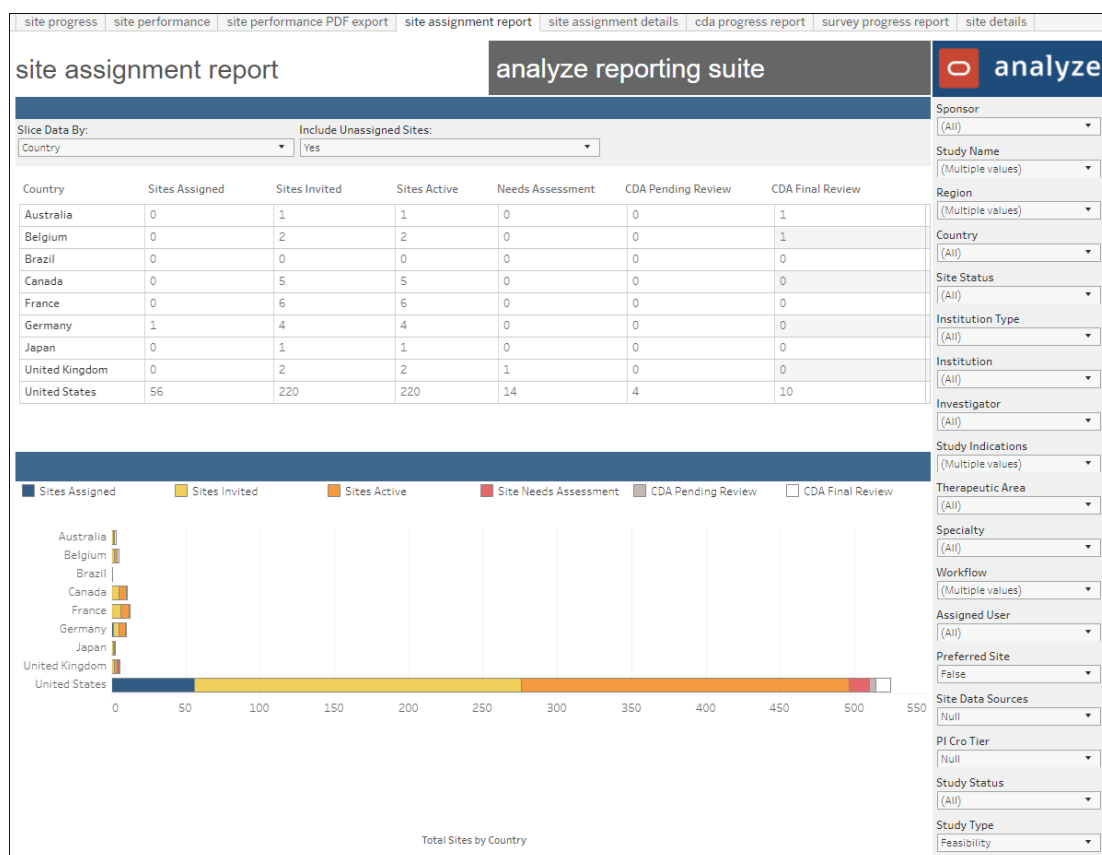 site progress site performance site performance PDF export site assignment report site assignment details cda progress report survey progress report site details
site assignment report
analyze reporting suite
analyze
Slice Data By:
Country
Include Unassigned Sites:
Yes
Country Sites Assigned Sites Invited Sites Active Needs Assessment CDA Pending Review CDA Final Review
Australia 0 1 1 0 0 1
Belgium 0 2 2 0 0 1
Brazil 0 0 0 0 0 0
Canada 0 5 5 0 0 0
France 0 6 6 0 0 0
Germany 1 4 4 0 0 0
Japan 0 1 1 0 0 0
United Kingdom 0 2 2 1 0 0
United States 56 220 220 14 4 10
Sites Assigned Sites Invited Sites Active Site Needs Assessment CDA Pending Review CDA Final Review
Australia
Belgium
Brazil
Canada
France
Germany
Japan
United Kingdom
United States
0 50 100 150 200 250 300 350 400 450 500 550
Total Sites by Country
Sponsor
(All)
Study Name
(Multiple values)
Region
(Multiple values)
Country
(All)
Site Status
(All)
Institution Type
(All)
Institution
(All)
Investigator
(All)
Study Indications
(Multiple values)
Therapeutic Area
(All)
Specialty
(All)
Workflow
(Multiple values)
Assigned User
(All)
Preferred Site
False
Site Data Sources
Null
PI Cro Tier
Null
Study Status
(All)
Study Type
Feasibility